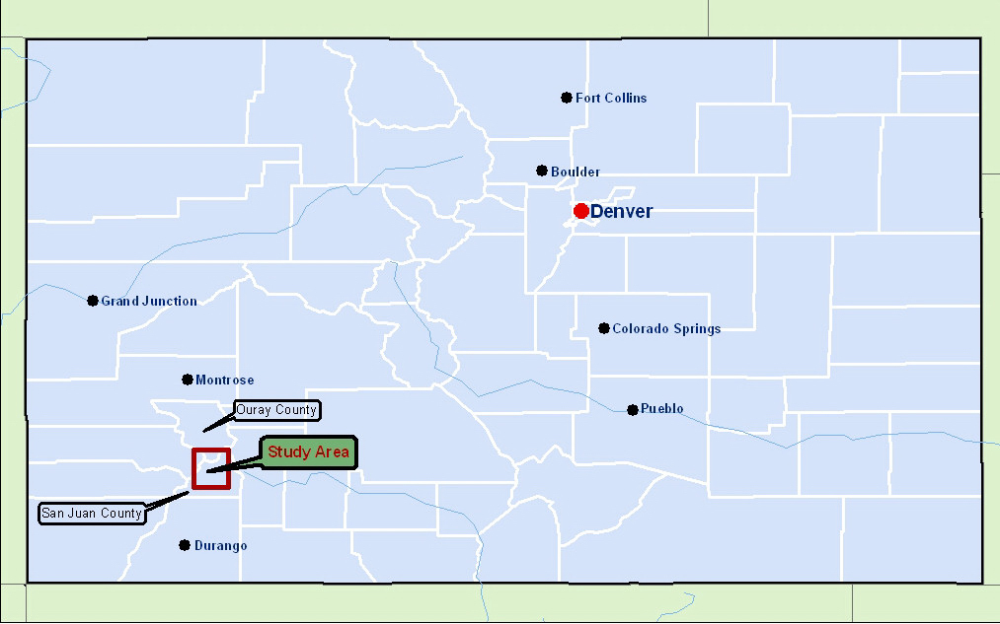 Fort Collins
Boulder
Denver
Grand Junction
Colorado Springs
Montrose
Ouray County
Pueblo
Study Area
San Juan County
Durango